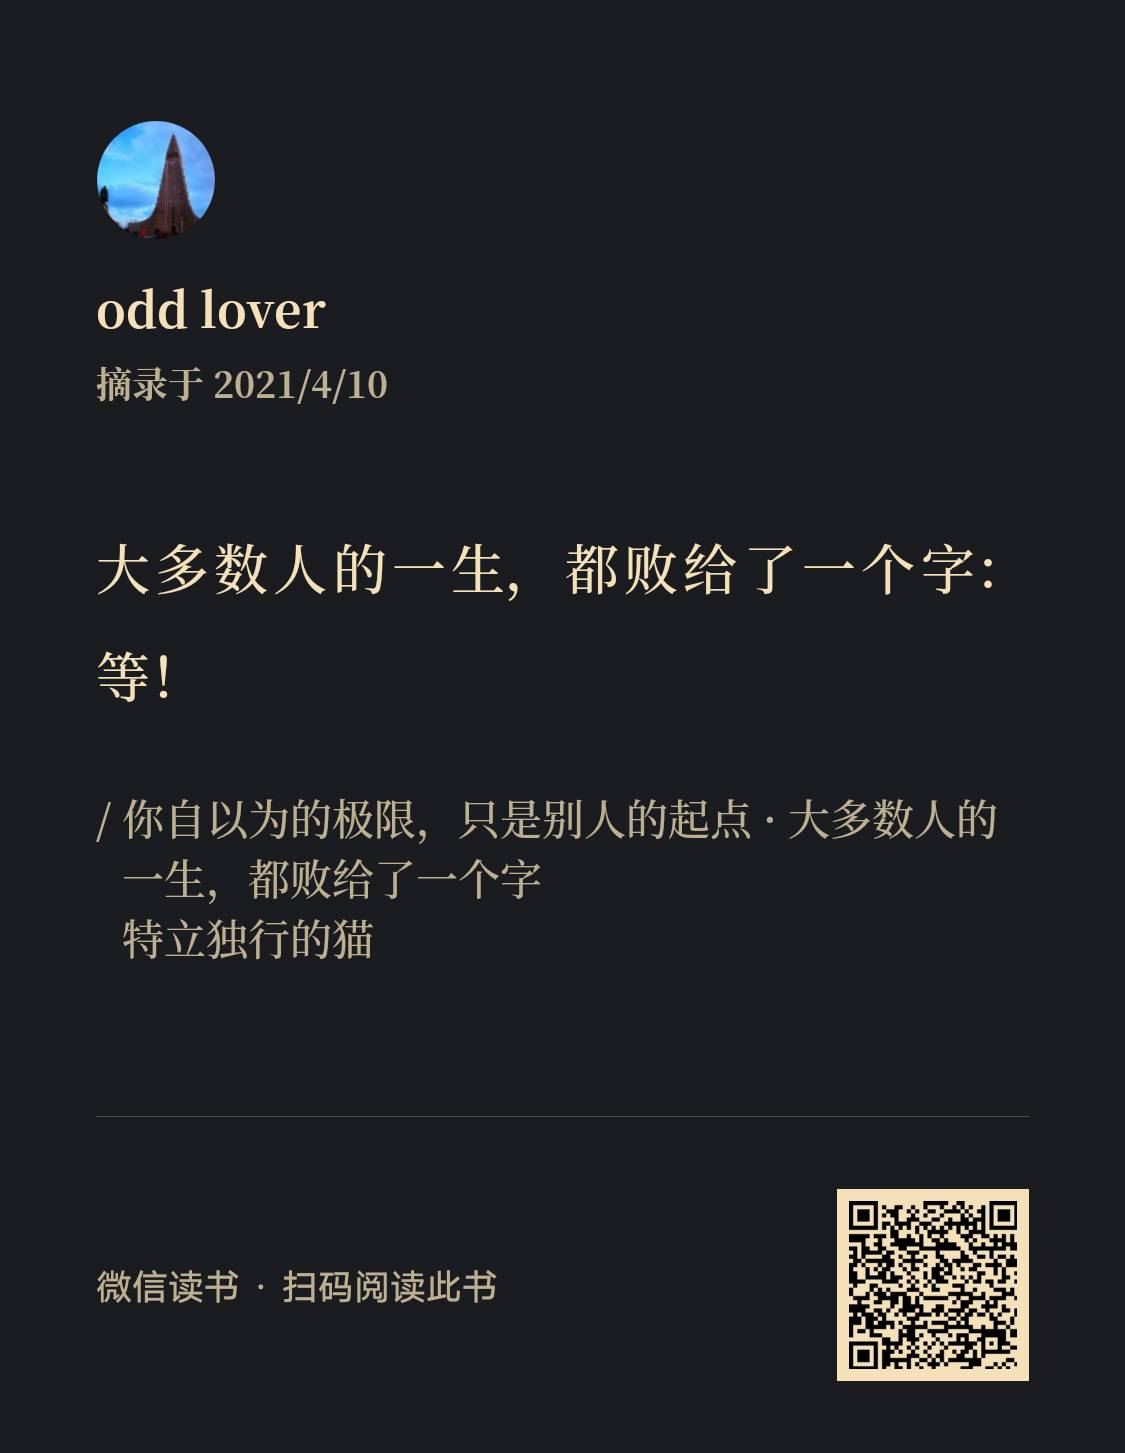 odd lover
摘录于 2021/4/10
大多数人的一生，都败给了一个字：
等！
/ 你自以为的极限，只是别人的起点 · 大多数人的
一生，都败给了一个字
特立独行的猫
微信读书 · 扫码阅读此书